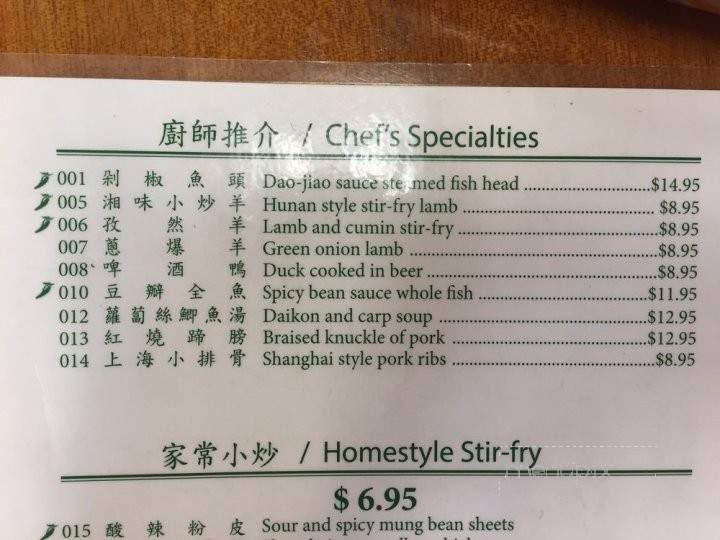 廚師推介 / Chef's Specialties
001 剁椒魚頭 Dao-jiao sauce steamed fish head ........................$14.95
005 湘味小炒羊 Hunan style stir-fry lamb ..................................... $8.95
006 孜然羊 Lamb and cumin stir-fry ......................................$8.95
007 蔥爆羊 Green onion lamb ................................................$8.95
008 啤酒鴨 Duck cooked in beer ............................................$8.95
010 豆瓣全魚 Spicy bean sauce whole fish ................................$11.95
012 蘿蔔絲鯽魚湯 Daikon and carp soup ........................................$12.95
013 紅燒蹄膀 Braised knuckle of pork .....................................$12.95
014 上海小排骨 Shanghai style pork ribs .......................................$8.95
家常小炒 / Homestyle Stir-fry
$ 6.95
015 酸辣粉皮 Sour and spicy mung bean sheets